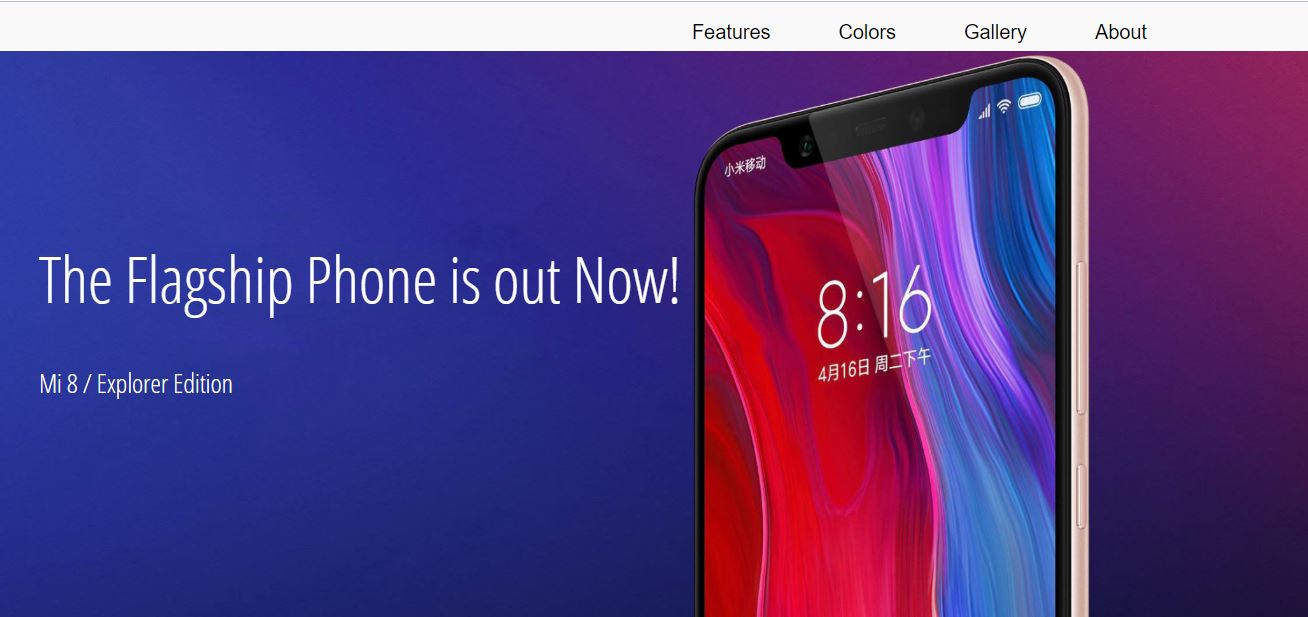 Features
Colors
Gallery
About
小米移动
The Flagship Phone is out Now!
8:16
4月16日 周二下午
Mi 8 / Explorer Edition